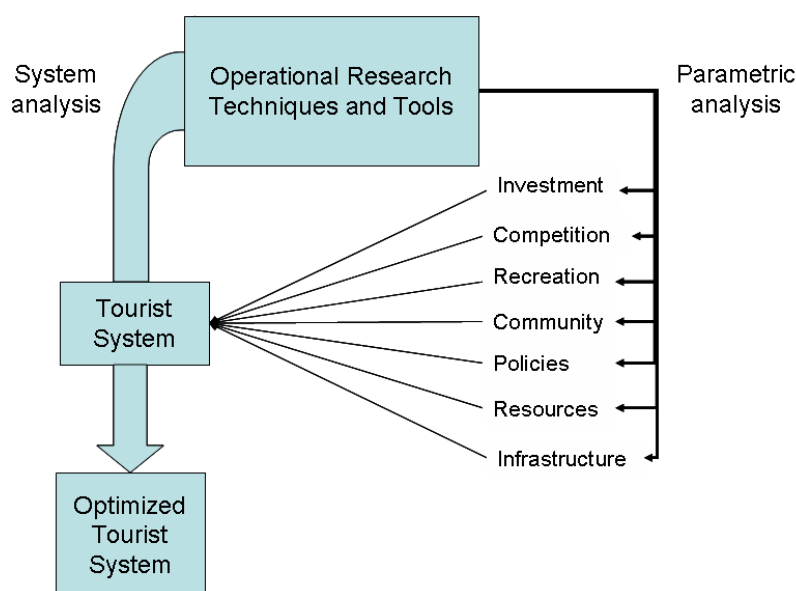 System
analysis
Operational Research
Techniques and Tools
Parametric
analysis
Investment
Competition
Recreation
Community
Policies
Resources
Infrastructure
Tourist
System
Optimized
Tourist
System